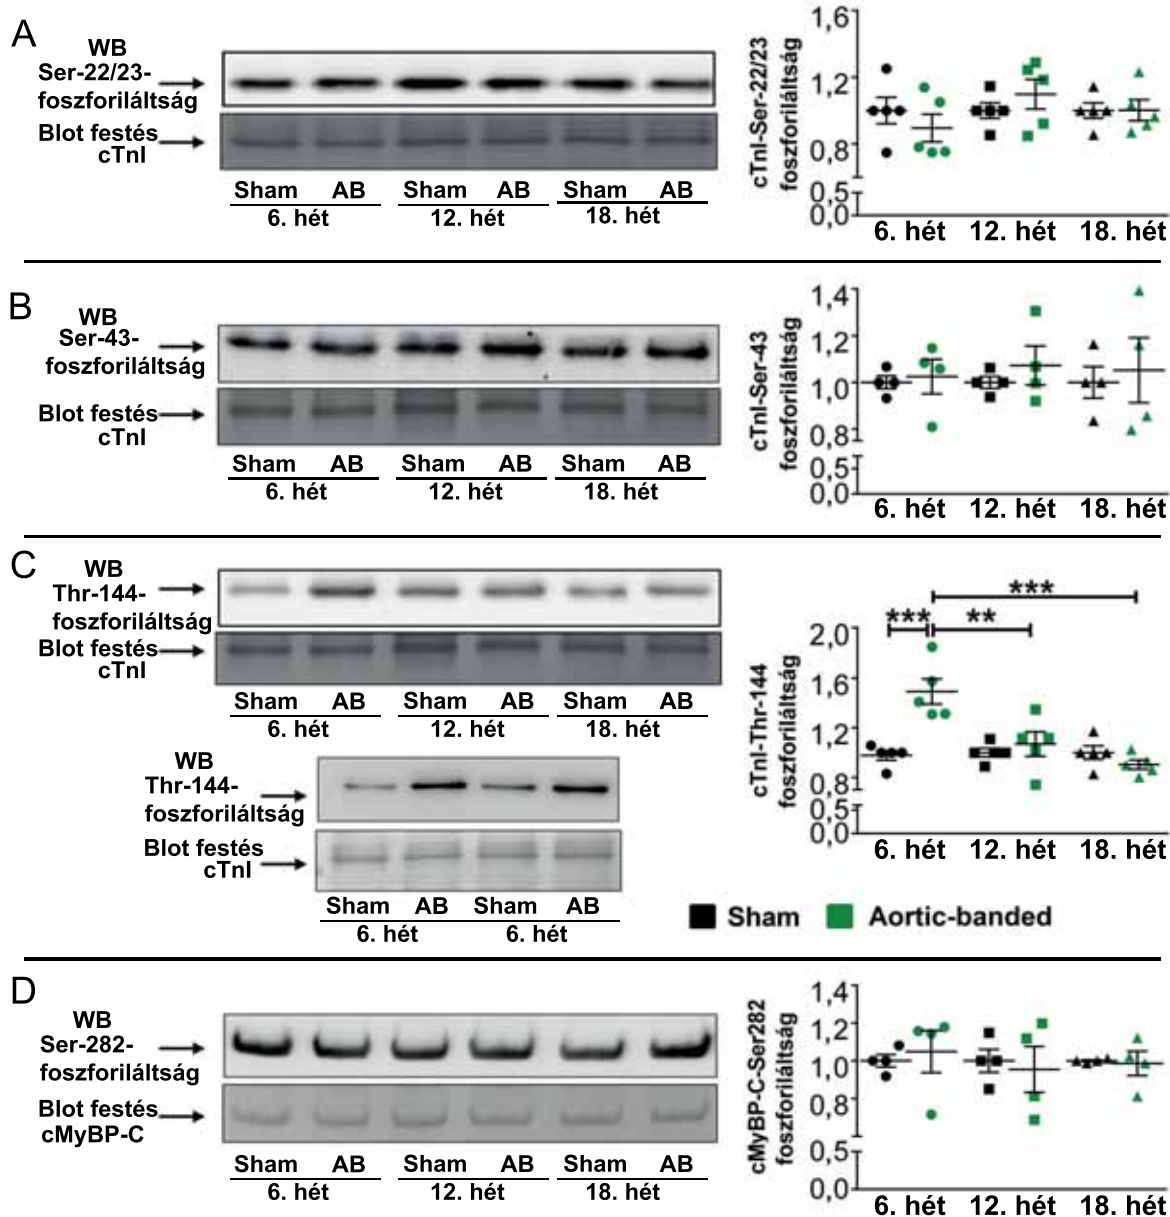 A
WB
Ser-22/23-
foszforiláltság
Blot festés
cTnI
Sham AB Sham AB Sham AB
6. hét 12. hét 18. hét
cTnI-Ser-22/23
foszforiláltság
1,6
1,2
0,8
0,5
0,0
6. hét 12. hét 18. hét
B
WB
Ser-43-
foszforiláltság
Blot festés
cTnI
Sham AB Sham AB Sham AB
6. hét 12. hét 18. hét
cTnI-Ser-43
foszforiláltság
1,4
1,2
1,0
0,8
0,5
0,0
6. hét 12. hét 18. hét
C
WB
Thr-144-
foszforiláltság
Blot festés
cTnI
Sham AB Sham AB Sham AB
6. hét 12. hét 18. hét
WB
Thr-144-
foszforiláltság
Blot festés
cTnI
Sham AB Sham AB
6. hét 6. hét
cTnI-Thr-144
foszforiláltság
***
*** **
2,0
1,6
1,2
0,8
0,5
0,0
6. hét 12. hét 18. hét
Sham Aortic-banded
D
WB
Ser-282-
foszforiláltság
Blot festés
cMyBP-C
Sham AB Sham AB Sham AB
6. hét 12. hét 18. hét
cMyBP-C-Ser282
foszforiláltság
1,4
1,2
1,0
0,8
0,5
0,0
6. hét 12. hét 18. hét